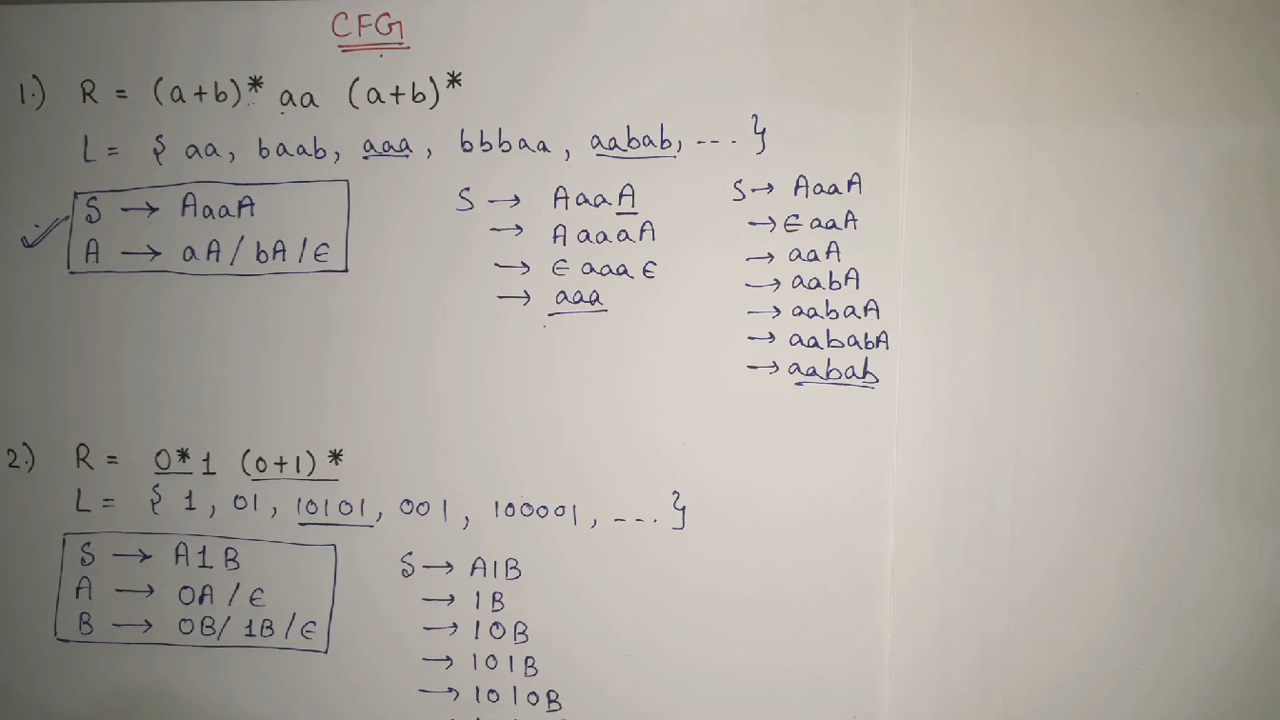 CFG
1.) R = (a+b)* aa (a+b)*
L = { aa, baab, aaa, bbbaa, aabab, --- . }
S → AaaA
A → aA / bA / ϵ
S → AaaA
→ AaaaA
→ ϵ aaa ϵ
→ aaa
S → AaaA
→ ϵ aaA
→ aaA
→ aabA
→ aabaA
→ aababA
→ aabab
2.) R = 0*1 (0+1)*
L = { 1, 01, 10101, 001, 100001, --- . }
S → A1B
A → 0A / ϵ
B → 0B / 1B / ϵ
S → A1B
→ 1B
→ 10B
→ 101B
→ 1010B